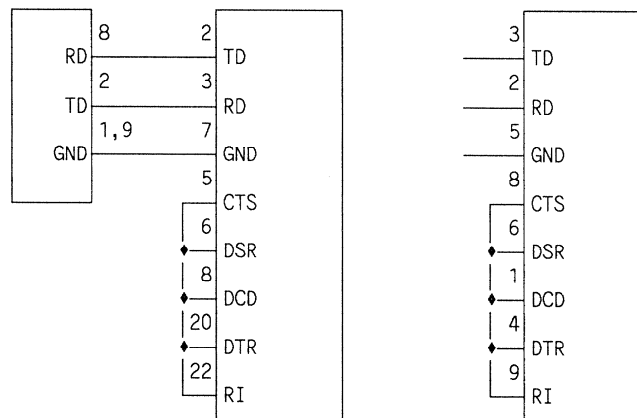 8 2 3
RD TD TD
2 3 2
TD RD RD
1,9 7 5
GND GND GND
5 8
CTS CTS
6 6
DSR DSR
8 1
DCD DCD
20 4
DTR DTR
22 9
RI RI